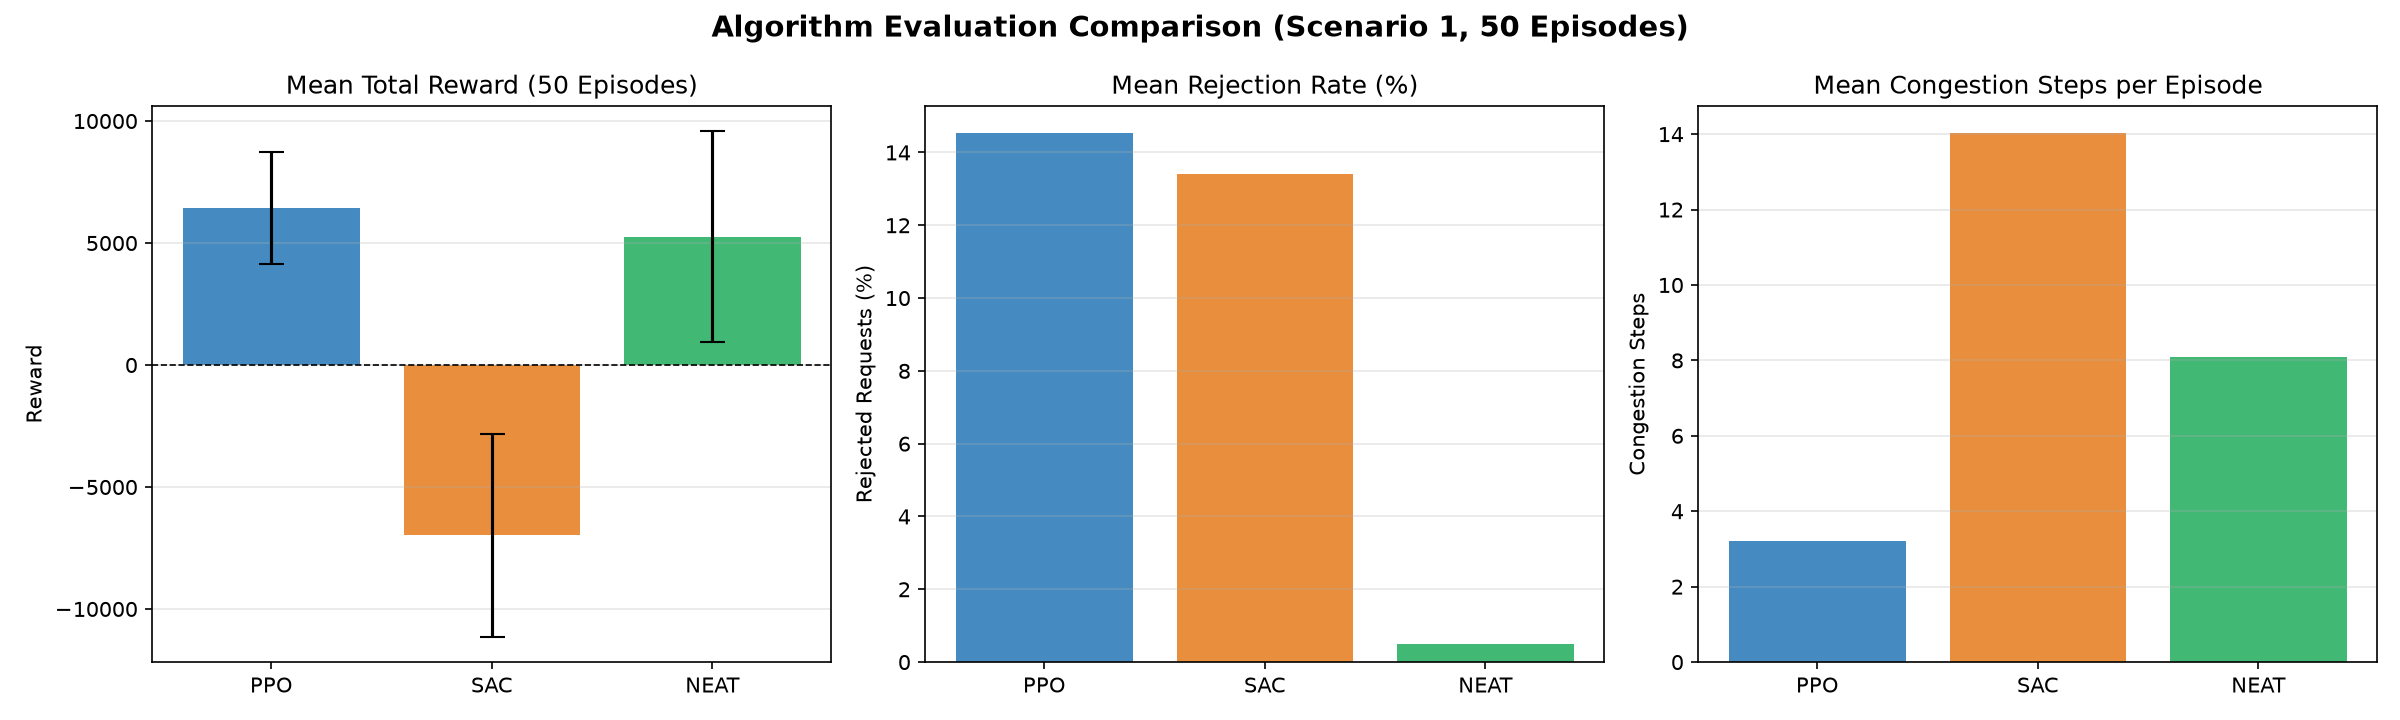 Algorithm Evaluation Comparison (Scenario 1, 50 Episodes)
Mean Total Reward (50 Episodes)
Reward
10000
5000
0
−5000
−10000
PPO
SAC
NEAT
Mean Rejection Rate (%)
Rejected Requests (%)
14
12
10
8
6
4
2
0
PPO
SAC
NEAT
Mean Congestion Steps per Episode
Congestion Steps
14
12
10
8
6
4
2
0
PPO
SAC
NEAT